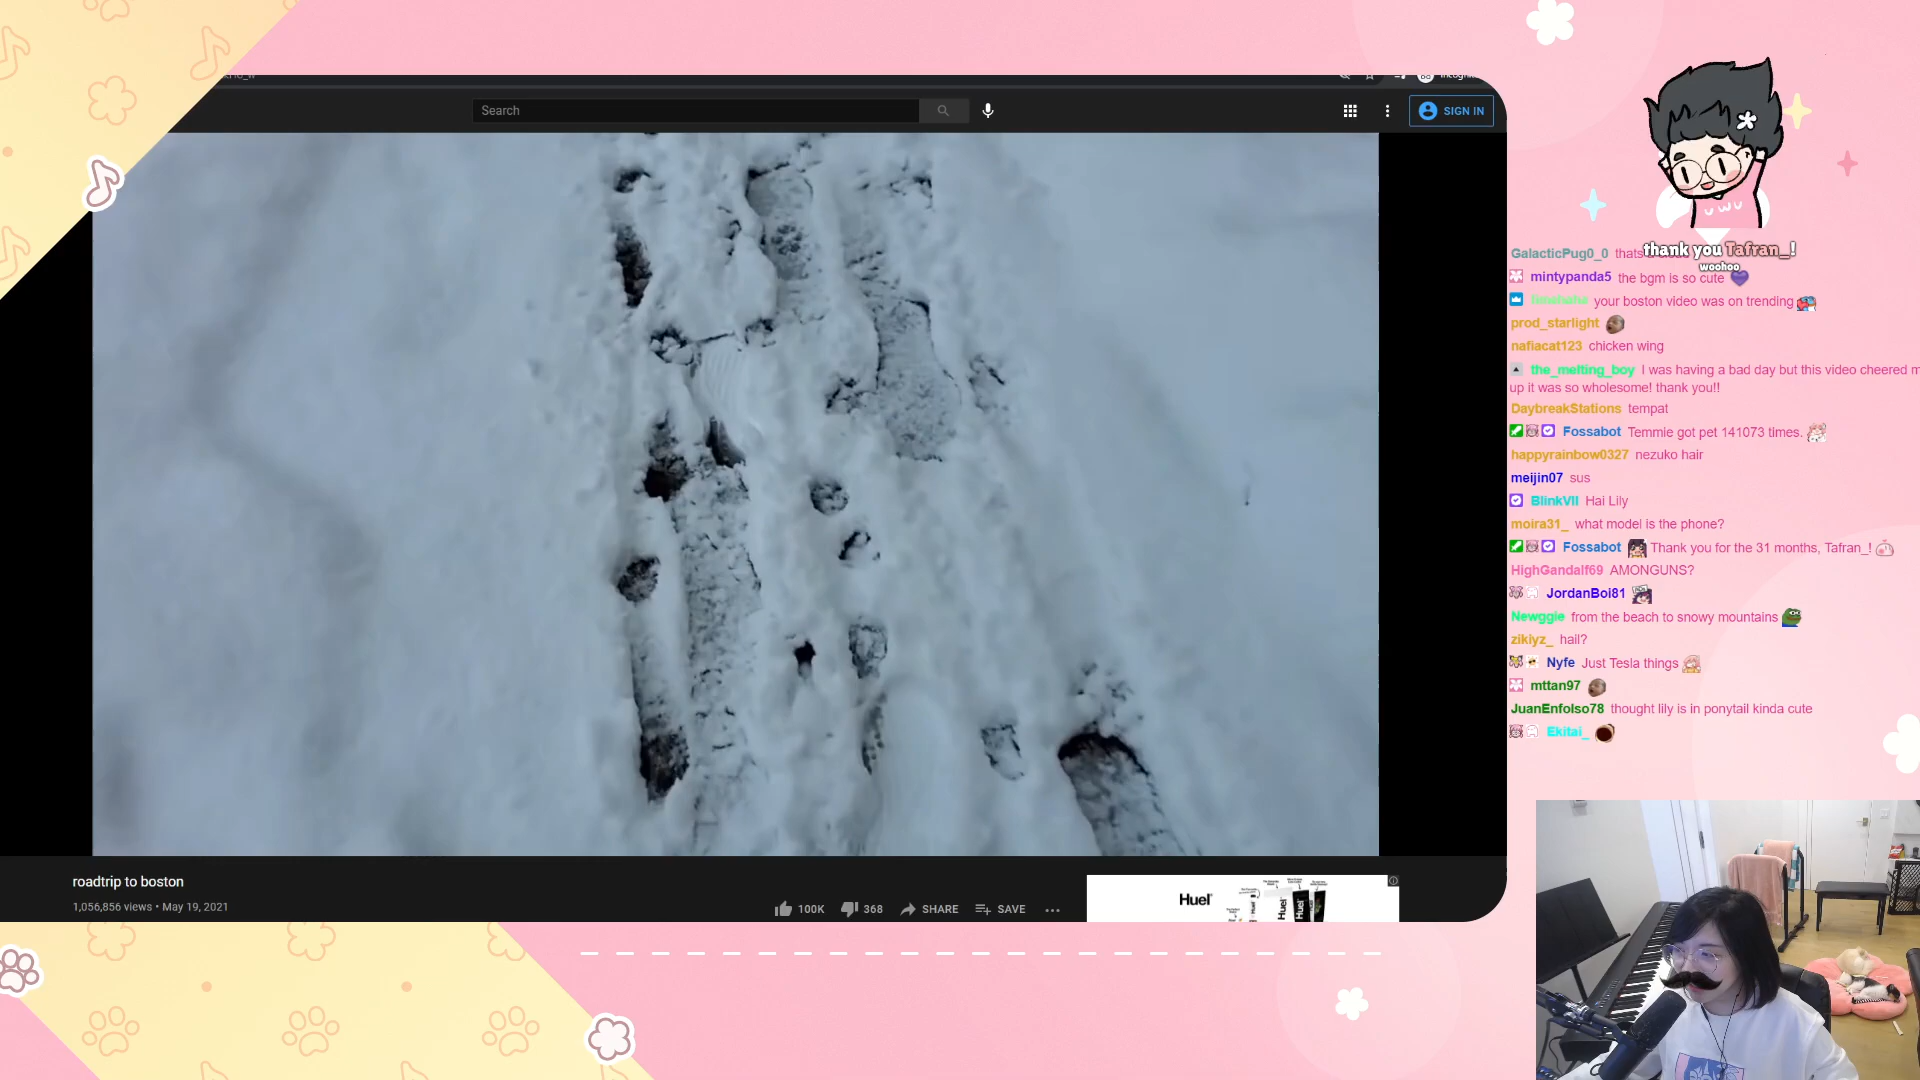 Search
SIGN IN
uwu
thank you Tafran_!
woohoo
GalacticPug0_0 thats
mintypanda5 the bgm is so cute
your boston video was on trending
prod_starlight
nafiacat123 chicken wing
the_melting_boy I was having a bad day but this video cheered m
up it was so wholesome! thank you!!
DaybreakStations tempat
Fossabot Temmie got pet 141073 times.
happyrainbow0327 nezuko hair
meijin07 sus
BlinkVII Hai Lily
moira31_ what model is the phone?
Fossabot Thank you for the 31 months, Tafran_!
HighGandalf69 AMONGUNS?
JordanBoi81
Newggie from the beach to snowy mountains
zikiyz_ hail?
Nyfe Just Tesla things
mttan97
JuanEnfolso78 thought lily is in ponytail kinda cute
Ekitai_
roadtrip to boston
1,056,856 views • May 19, 2021
100K
368
SHARE
SAVE
Huel
Huel
Huel